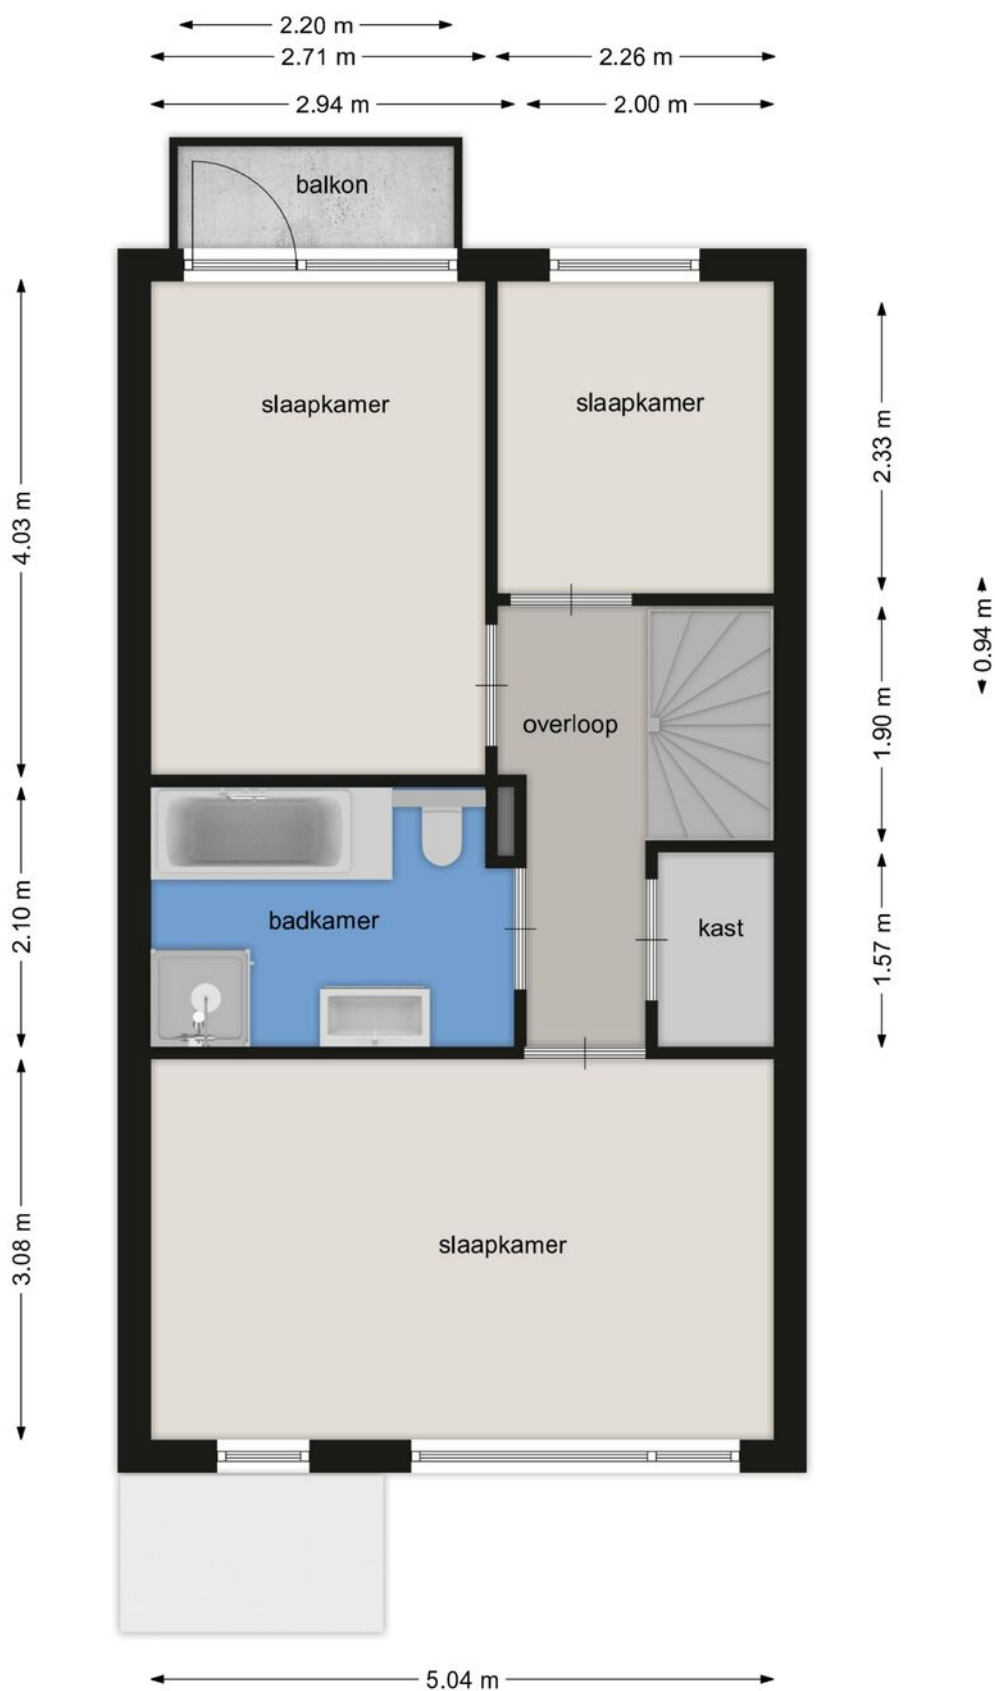 2.20 m
2.71 m
2.26 m
2.94 m
2.00 m
balkon
slaapkamer
slaapkamer
4.03 m
2.33 m
0.94 m
overloop
1.90 m
badkamer
kast
2.10 m
1.57 m
slaapkamer
3.08 m
5.04 m